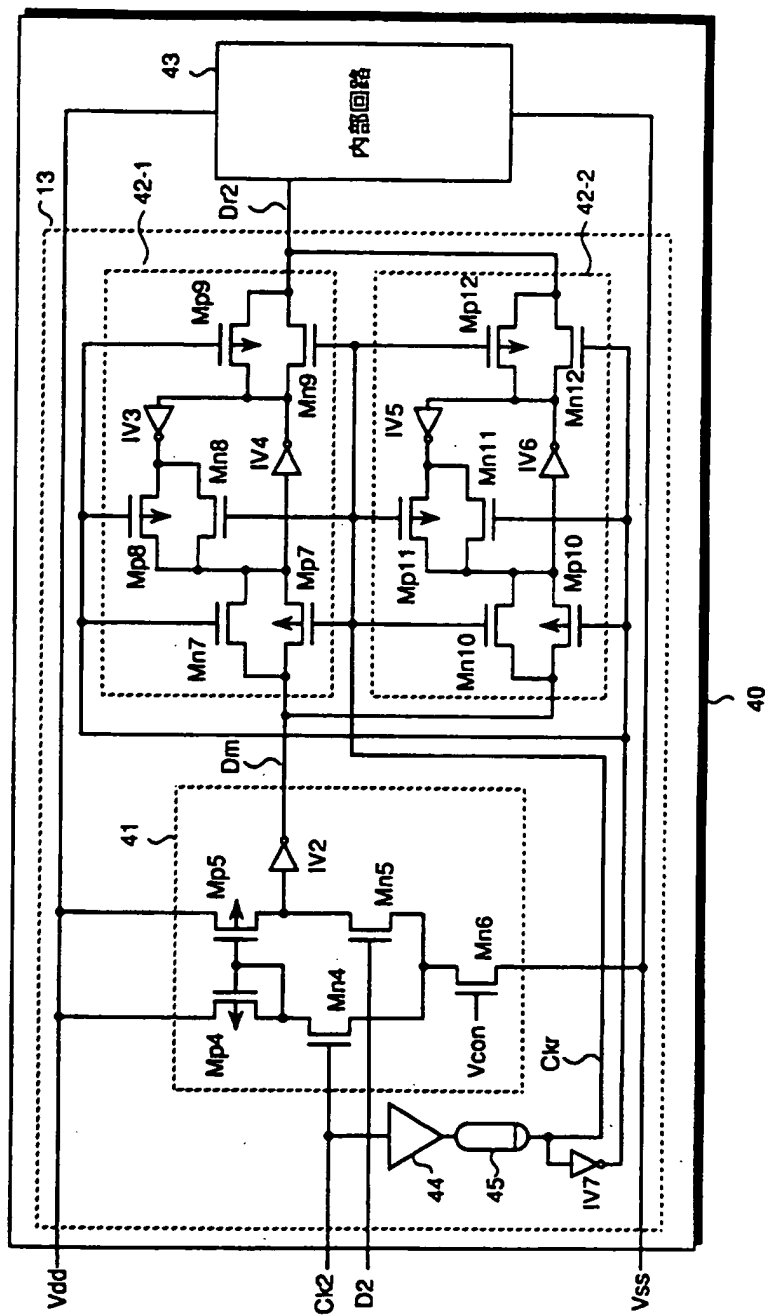 13
43
内部回路
42-1
Dr2
42-2
Mp9
Mn9
IV3
IV4
Mn8
Mp8
Mp7
Mn7
Mp12
Mn12
IV5
IV6
Mn11
Mp11
Mp10
Mn10
Dm
41
IV2
Mp5
Mn5
Mp4
Mn4
Mn6
Vcon
Ckr
44
45
IV7
Vdd
Ck2
D2
Vss
40